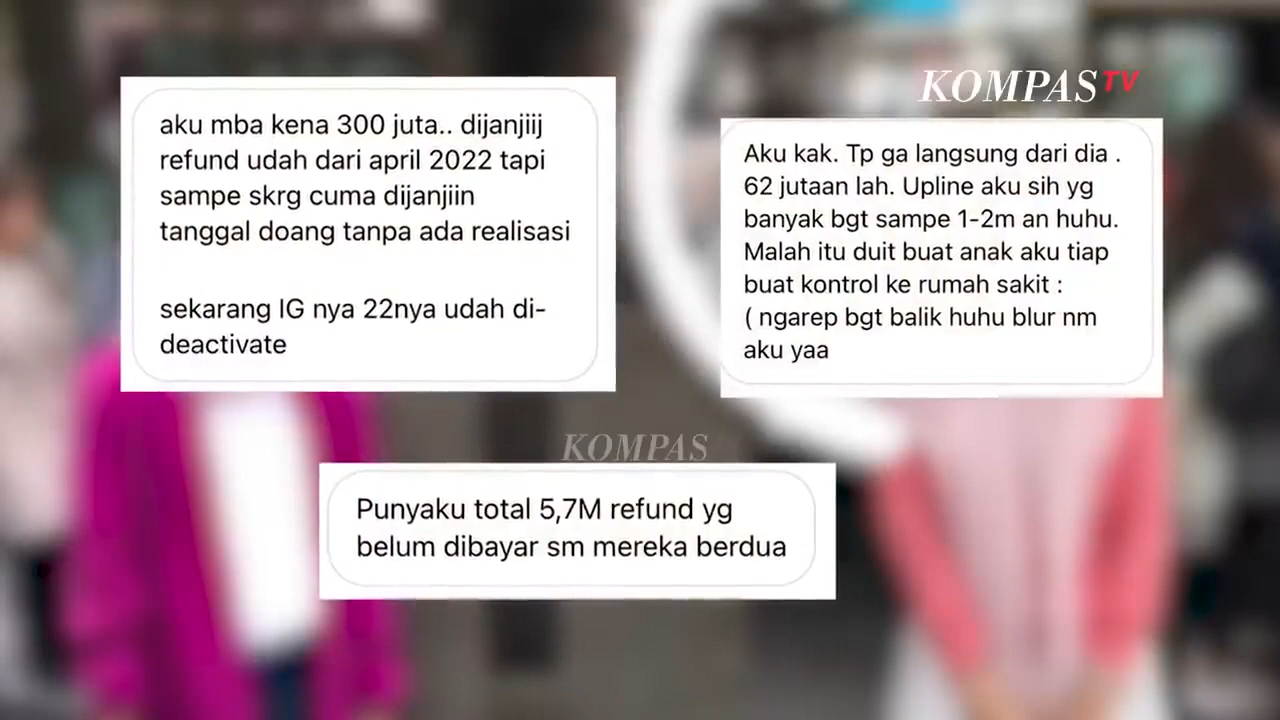 KOMPASTV
aku mba kena 300 juta.. dijanjiij
refund udah dari april 2022 tapi
sampe skrg cuma dijanjiin
tanggal doang tanpa ada realisasi
sekarang IG nya 22nya udah di-
deactivate
Aku kak. Tp ga langsung dari dia .
62 jutaan lah. Upline aku sih yg
banyak bgt sampe 1-2m an huhu.
Malah itu duit buat anak aku tiap
buat kontrol ke rumah sakit :
( ngarep bgt balik huhu blur nm
aku yaa
KOMPAS
Punyaku total 5,7M refund yg
belum dibayar sm mereka berdua